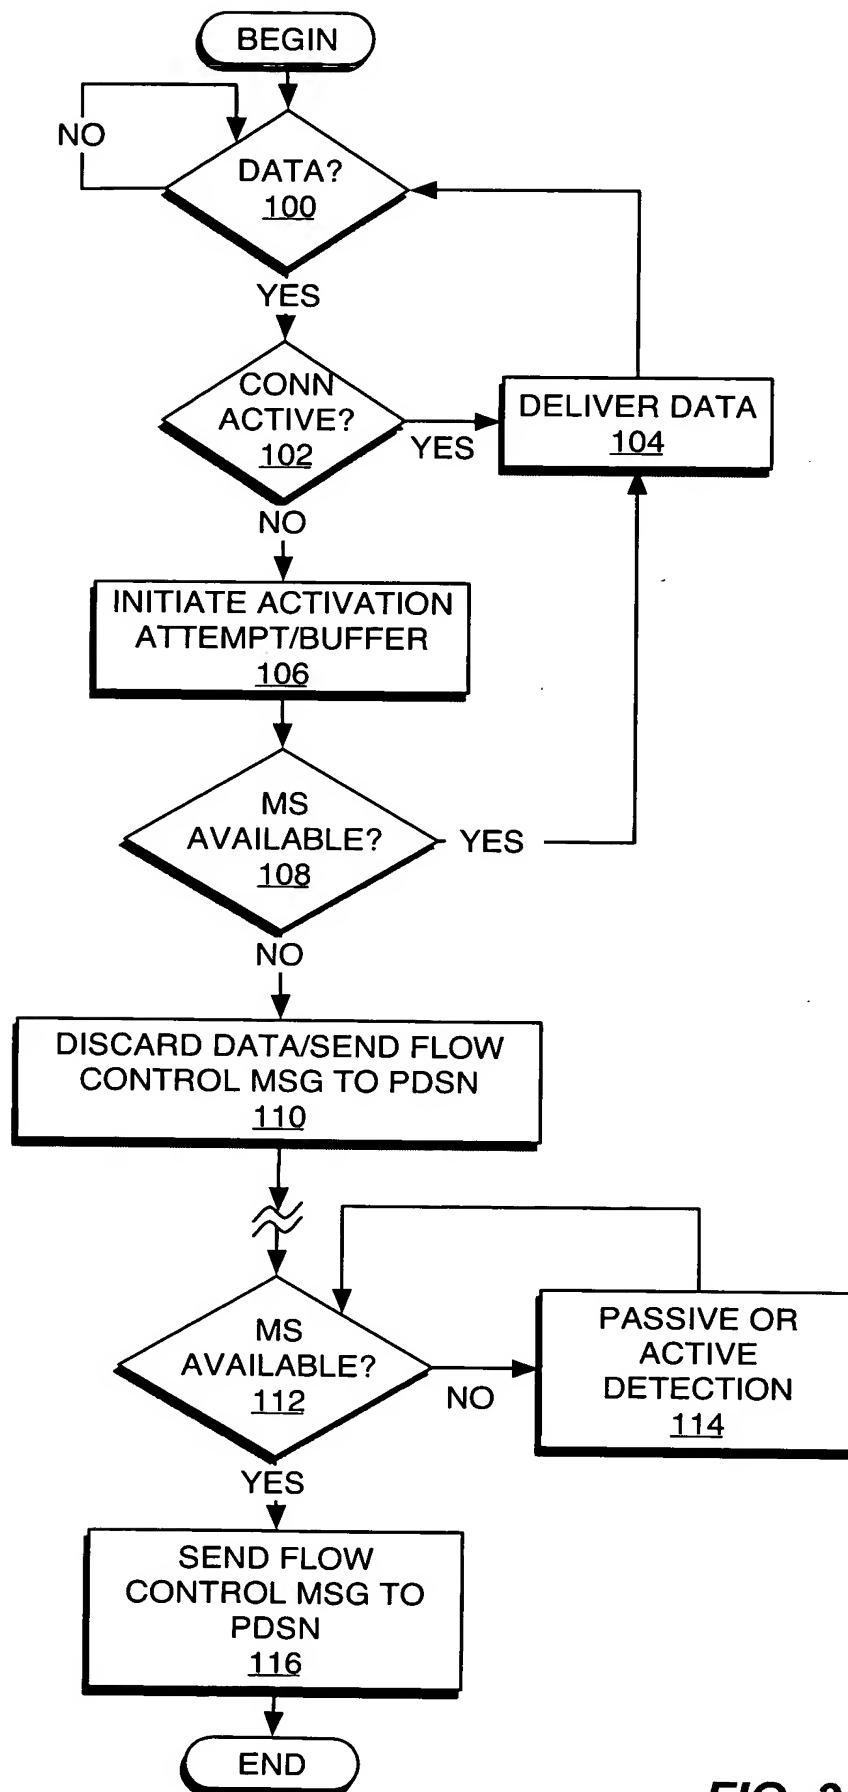 BEGIN
NO
DATA?
100
YES
CONN
ACTIVE?
102
YES
DELIVER DATA
104
NO
INITIATE ACTIVATION
ATTEMPT/BUFFER
106
MS
AVAILABLE?
108
YES
NO
DISCARD DATA/SEND FLOW
CONTROL MSG TO PDSN
110
MS
AVAILABLE?
112
NO
PASSIVE OR
ACTIVE
DETECTION
114
YES
SEND FLOW
CONTROL MSG TO
PDSN
116
END
FIG.